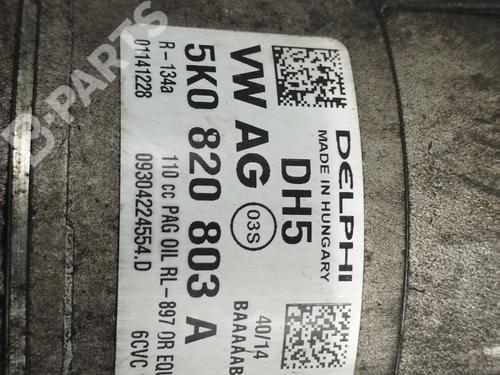 DELPHI
MADE IN HUNGARY
DH5
40/14
BAAAAAB
VW AG 03S
5K0 820 803 A
R-134a 110 cc PAG OIL RL-897 OR EQU
01141228 09304224554.D 6CVC
B-PARTS